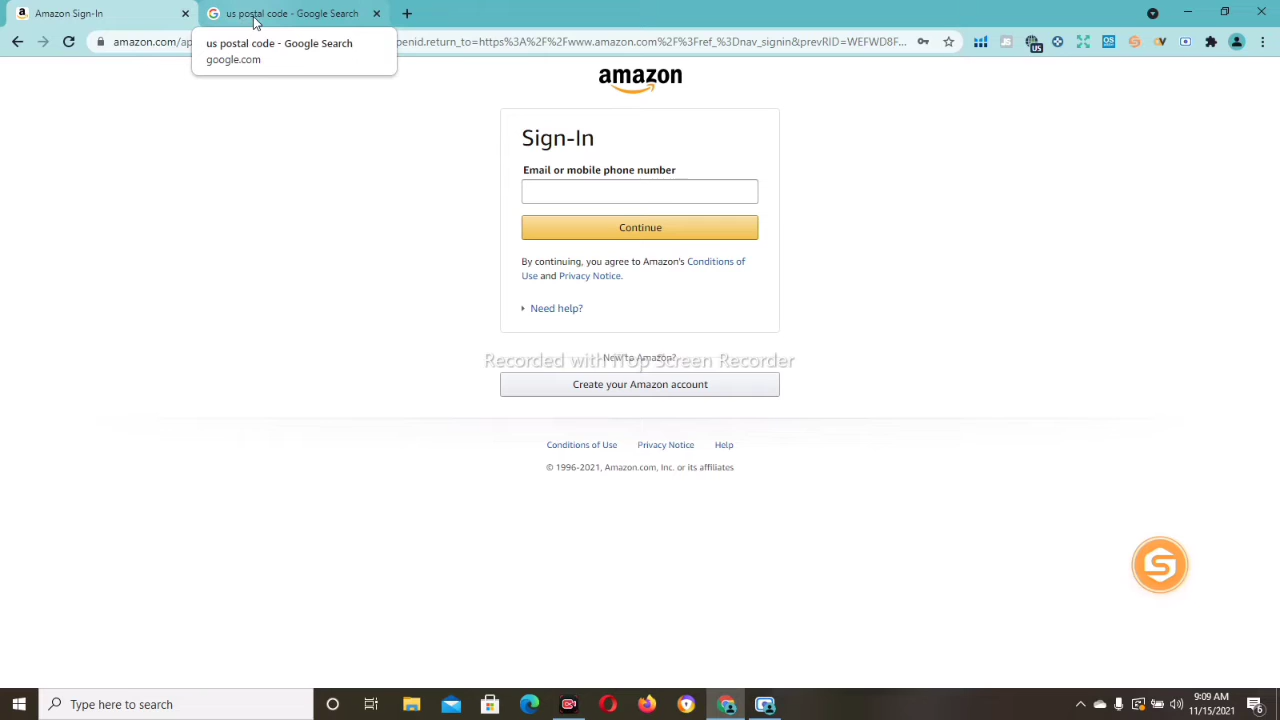 Amazon Sign-In
us postal code - Google Search
us postal code - Google Search
google.com
amazon.com/ap
penid.return_to=https%3A%2F%2Fwww.amazon.com%2F%3Fref_%3Dnav_signin&prevRID=WEFWD8F...
US
amazon
Sign-In
Email or mobile phone number
Continue
By continuing, you agree to Amazon's Conditions of
Use and Privacy Notice.
Need help?
New to Amazon?
Recorded with iTop Screen Recorder
Create your Amazon account
Conditions of Use Privacy Notice Help
© 1996-2021, Amazon.com, Inc. or its affiliates
Type here to search
9:09 AM
11/15/2021
6